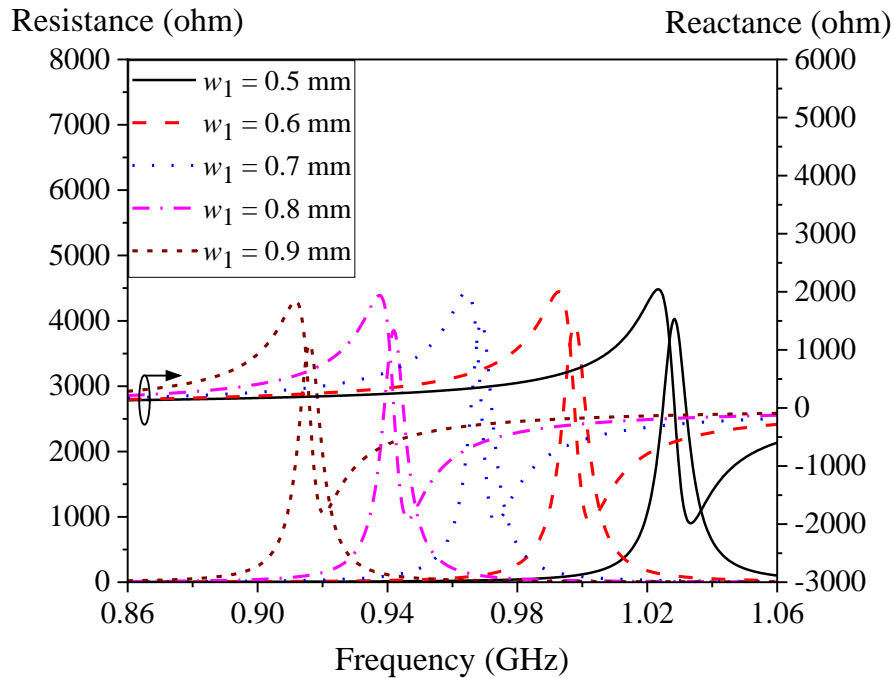 Resistance (ohm)
Reactance (ohm)
8000
7000
6000
5000
4000
3000
2000
1000
0
w1 = 0.5 mm
w1 = 0.6 mm
w1 = 0.7 mm
w1 = 0.8 mm
w1 = 0.9 mm
6000
5000
4000
3000
2000
1000
0
-1000
-2000
-3000
0.86 0.90 0.94 0.98 1.02 1.06
Frequency (GHz)